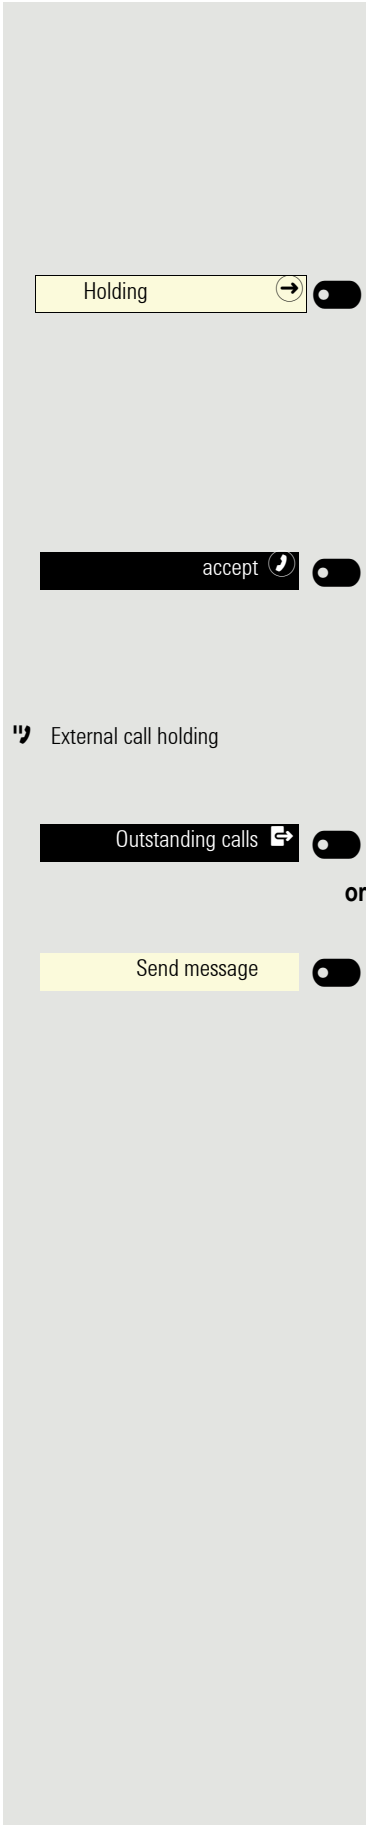 Holding
accept
External call holding
Outstanding calls
or
Send message